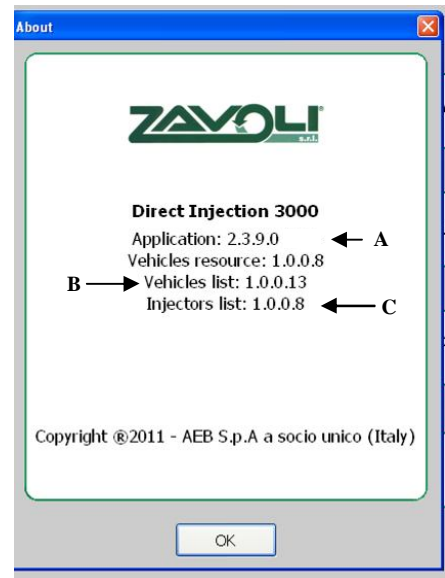 About
ZAVOLI
s.r.l.
Direct Injection 3000
Application: 2.3.9.0
A
Vehicles resource: 1.0.0.8
B
Vehicles list: 1.0.0.13
Injectors list: 1.0.0.8
C
Copyright ®2011 - AEB S.p.A a socio unico (Italy)
OK